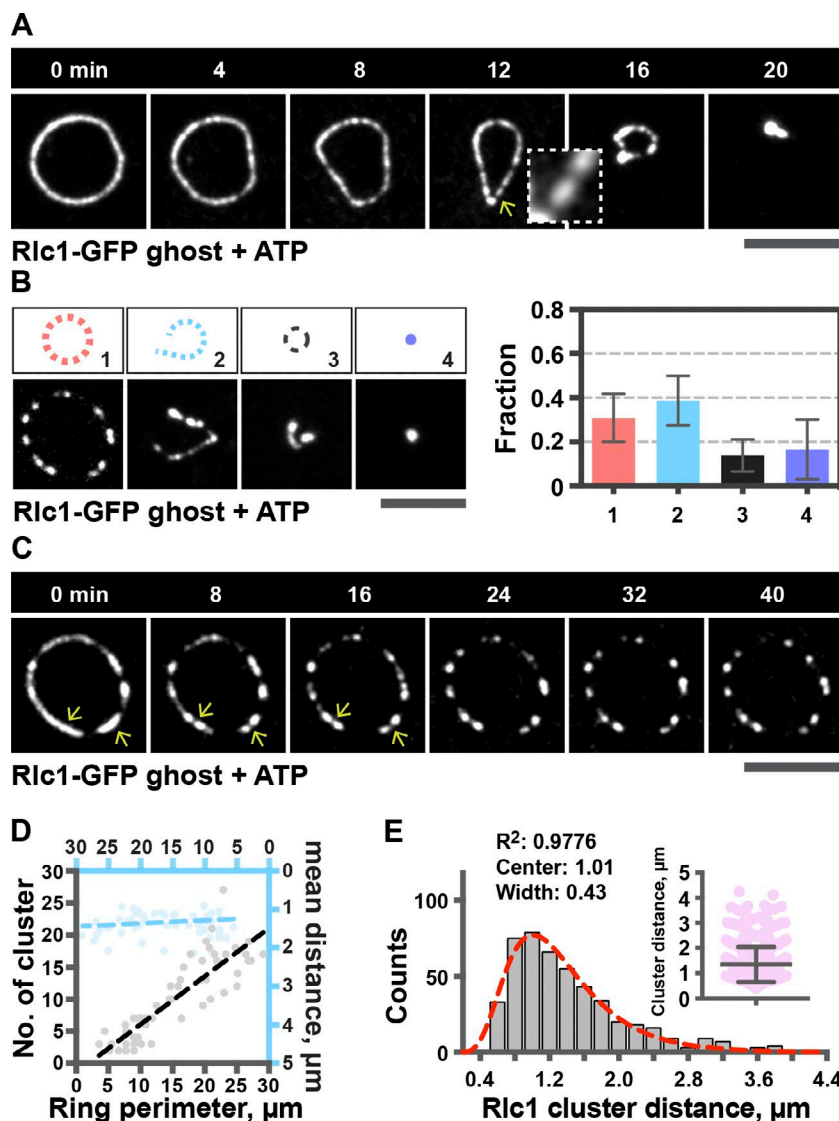 A
0 min 4 8 12 16 20
Rlc1-GFP ghost + ATP
B
1 2 3 4
Rlc1-GFP ghost + ATP
Fraction
0.8
0.6
0.4
0.2
0
1 2 3 4
C
0 min 8 16 24 32 40
Rlc1-GFP ghost + ATP
D
30 25 20 15 10 5 0
No. of cluster
30
25
20
15
10
5
0
0
1
2
3
4
5
mean distance, µm
0 5 10 15 20 25 30
Ring perimeter, µm
E
R²: 0.9776
Center: 1.01
Width: 0.43
Counts
100
50
0
0.4 1.2 2.0 2.8 3.6 4.4
Rlc1 cluster distance, µm
Cluster distance, µm
5
4
3
2
1
0